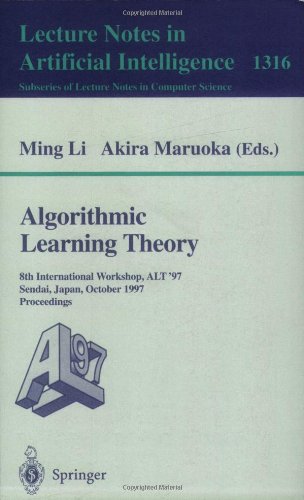 Lecture Notes in
Artificial Intelligence 1316
Subseries of Lecture Notes in Computer Science
Ming Li Akira Maruoka (Eds.)
Algorithmic
Learning Theory
8th International Workshop, ALT '97
Sendai, Japan, October 1997
Proceedings
ALT 97
Springer